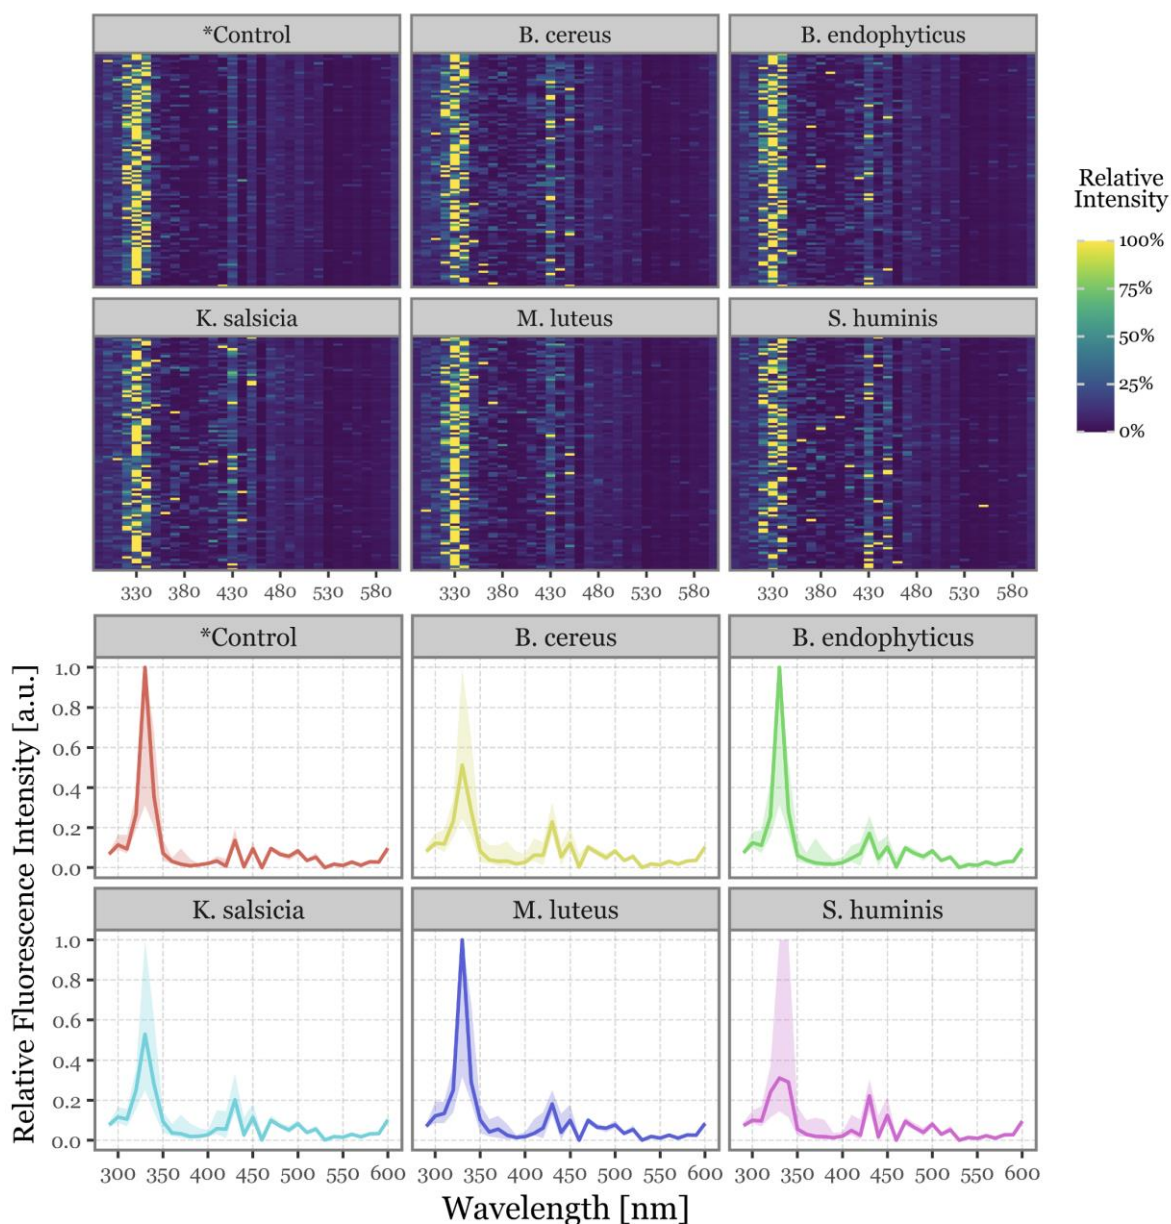 *Control B. cereus B. endophyticus
Relative
Intensity
100%
75%
50%
25%
0%
K. salsicia M. luteus S. huminis
330 380 430 480 530 580 330 380 430 480 530 580 330 380 430 480 530 580
*Control B. cereus B. endophyticus
1.0
0.8
0.6
0.4
0.2
0.0
K. salsicia M. luteus S. huminis
1.0
0.8
0.6
0.4
0.2
0.0
Relative Fluorescence Intensity [a.u.]
300 350 400 450 500 550 600 300 350 400 450 500 550 600 300 350 400 450 500 550 600
Wavelength [nm]